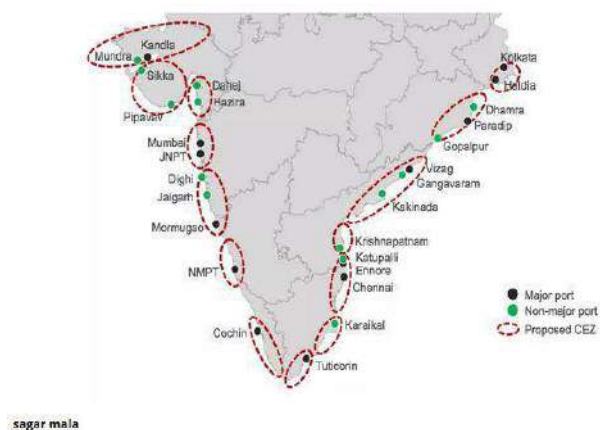 Kandla
Mundra
Sikka
Dahej
Hazira
Pipavav
Mumbai
JNPT
Dighi
Jaigarh
Mormugao
NMPT
Cochin
Kolkata
Haldia
Dhamra
Paradip
Gopalpur
Vizag
Gangavaram
Kakinada
Krishnapatnam
Katupalli
Ennore
Chennai
Karaikal
Tuticorin
Major port
Non-major port
Proposed CEZ
sagar mala